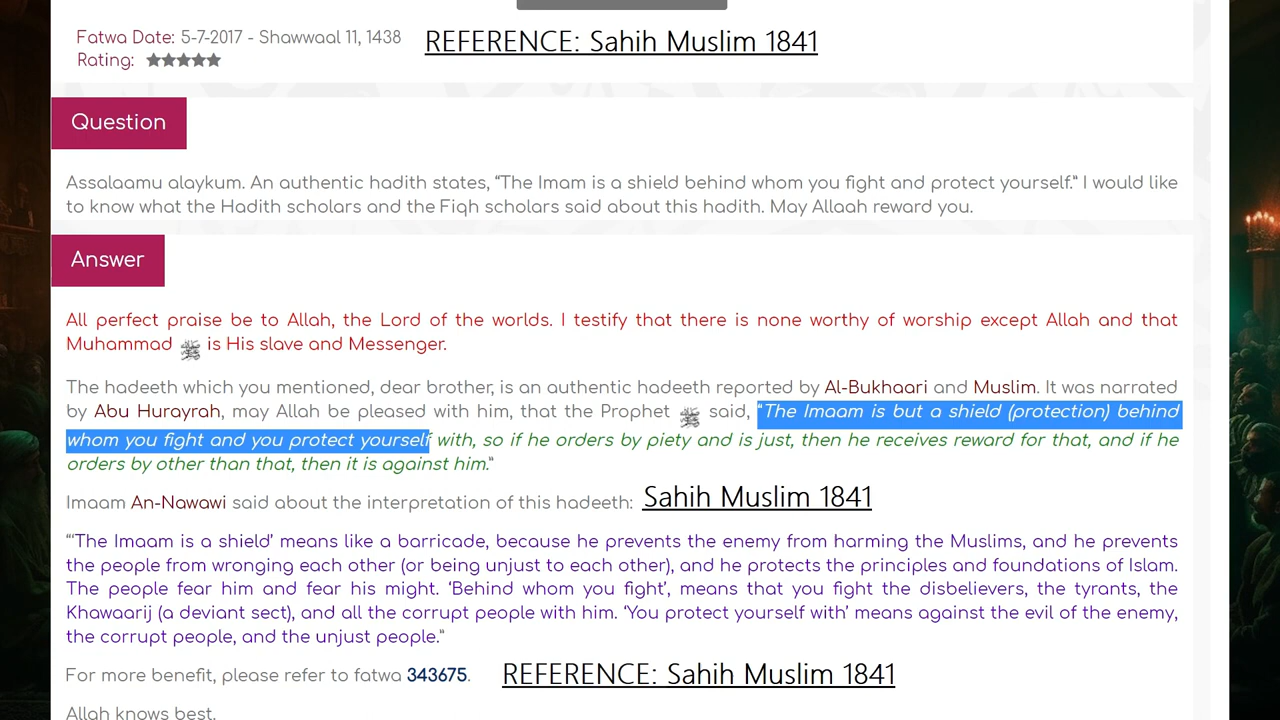 Fatwa Date: 5-7-2017 - Shawwaal 11, 1438
REFERENCE: Sahih Muslim 1841
Rating: ★★★★★
Question
Assalaamu alaykum. An authentic hadith states, “The Imam is a shield behind whom you fight and protect yourself.” I would like
to know what the Hadith scholars and the Fiqh scholars said about this hadith. May Allaah reward you.
Answer
All perfect praise be to Allah, the Lord of the worlds. I testify that there is none worthy of worship except Allah and that
Muhammad ﷺ is His slave and Messenger.
The hadeeth which you mentioned, dear brother, is an authentic hadeeth reported by Al-Bukhaari and Muslim. It was narrated
by Abu Hurayrah, may Allah be pleased with him, that the Prophet ﷺ said, “The Imaam is but a shield (protection) behind
whom you fight and you protect yourself with, so if he orders by piety and is just, then he receives reward for that, and if he
orders by other than that, then it is against him.”
Imaam An-Nawawi said about the interpretation of this hadeeth: Sahih Muslim 1841
“‘The Imaam is a shield’ means like a barricade, because he prevents the enemy from harming the Muslims, and he prevents
the people from wronging each other (or being unjust to each other), and he protects the principles and foundations of Islam.
The people fear him and fear his might. ‘Behind whom you fight’, means that you fight the disbelievers, the tyrants, the
Khawaarij (a deviant sect), and all the corrupt people with him. ‘You protect yourself with’ means against the evil of the enemy,
the corrupt people, and the unjust people.”
For more benefit, please refer to fatwa 343675. REFERENCE: Sahih Muslim 1841
Allah knows best.